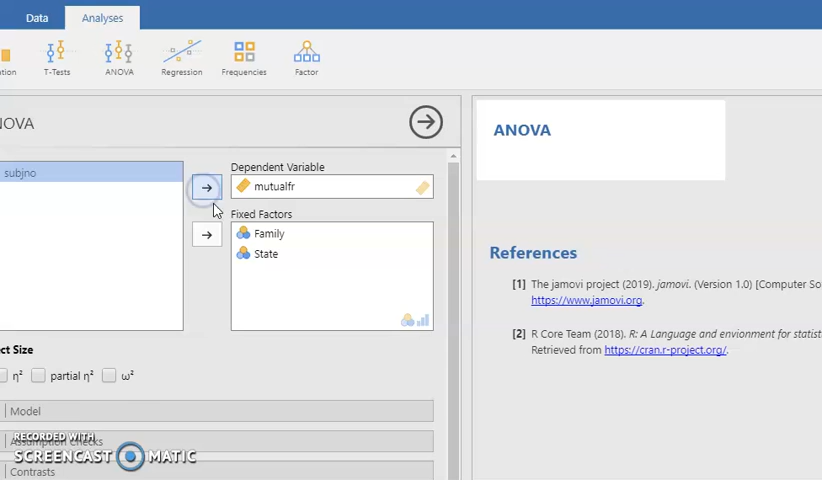 Data Analyses
tion T-Tests ANOVA Regression Frequencies Factor
NOVA
subjno
Dependent Variable
mutualfr
Fixed Factors
Family
State
ct Size
η² partial η² ω²
Model
Assumption Checks
Contrasts
RECORDED WITH
SCREENCAST MATIC
ANOVA
References
[1] The jamovi project (2019). jamovi. (Version 1.0) [Computer So
https://www.jamovi.org.
[2] R Core Team (2018). R: A Language and envionment for statist
Retrieved from https://cran.r-project.org/.